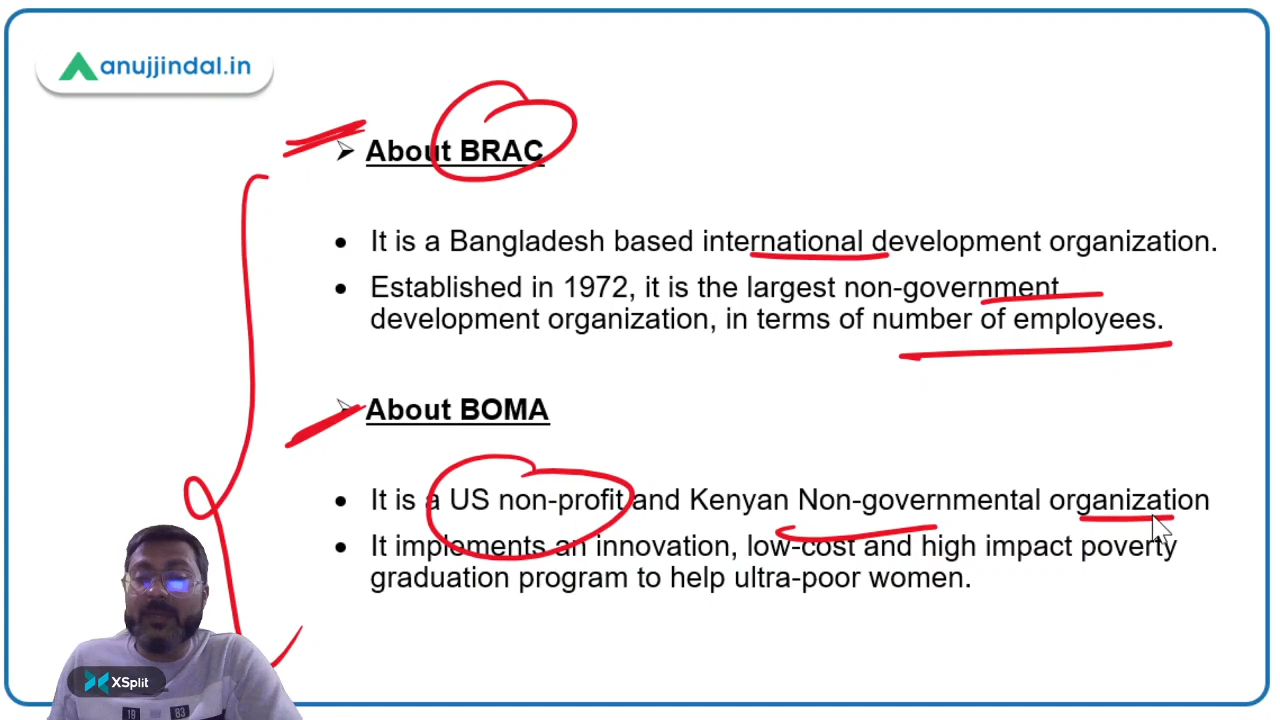 anujjindal.in
➢ About BRAC
• It is a Bangladesh based international development organization.
• Established in 1972, it is the largest non-government
development organization, in terms of number of employees.
➢ About BOMA
• It is a US non-profit and Kenyan Non-governmental organization
• It implements an innovation, low-cost and high impact poverty
graduation program to help ultra-poor women.
XSplit
19 83